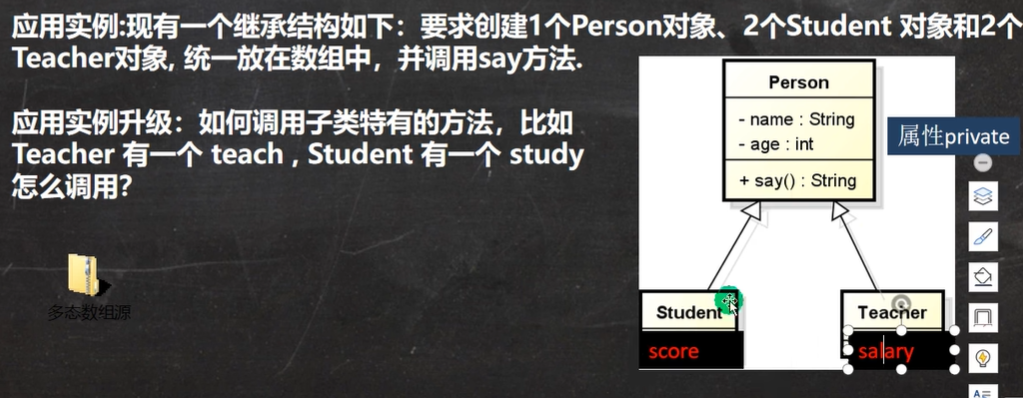 应用实例:现有一个继承结构如下：要求创建1个Person对象、2个Student 对象和2个
Teacher对象, 统一放在数组中，并调用say方法.
应用实例升级：如何调用子类特有的方法，比如
Teacher 有一个 teach , Student 有一个 study
怎么调用?
多态数组源
Person
- name : String
- age : int
+ say() : String
属性private
Student
score
Teacher
salary